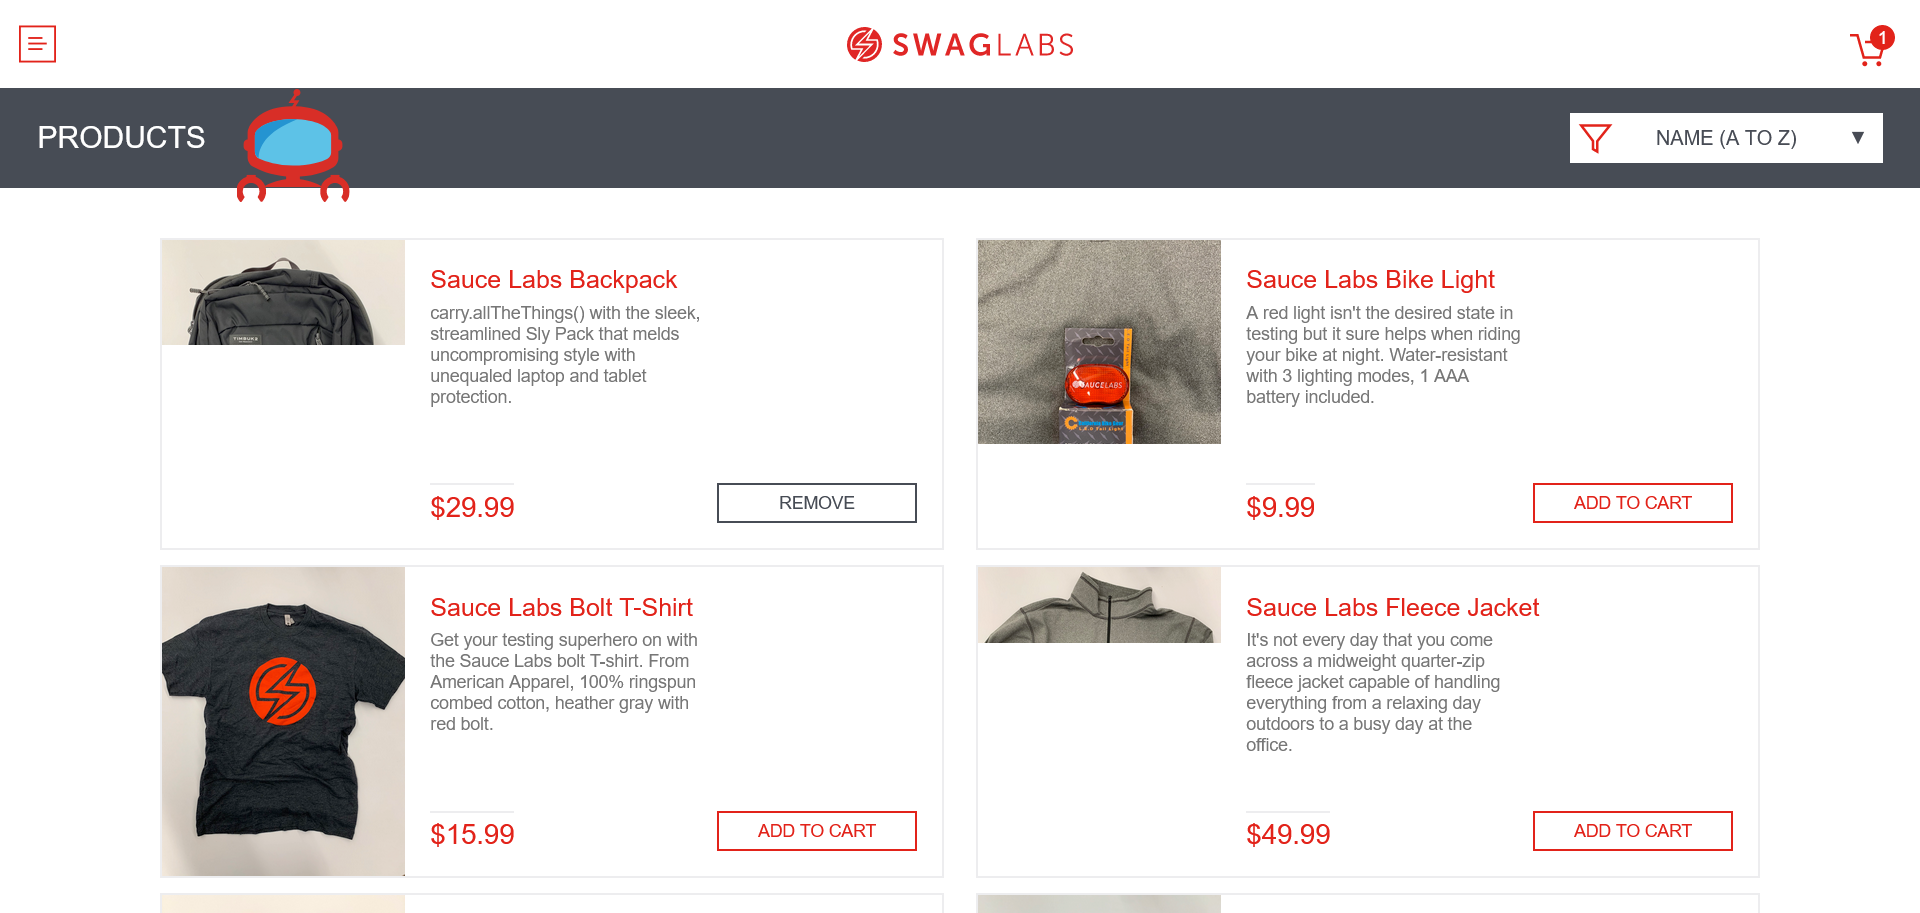 SWAGLABS
1
PRODUCTS
NAME (A TO Z)
Sauce Labs Backpack
carry.allTheThings() with the sleek,
streamlined Sly Pack that melds
uncompromising style with
unequaled laptop and tablet
protection.
$29.99
REMOVE
TIMBUK2
Sauce Labs Bike Light
A red light isn't the desired state in
testing but it sure helps when riding
your bike at night. Water-resistant
with 3 lighting modes, 1 AAA
battery included.
$9.99
ADD TO CART
SAUCELABS
Sauce Labs Bolt T-Shirt
Get your testing superhero on with
the Sauce Labs bolt T-shirt. From
American Apparel, 100% ringspun
combed cotton, heather gray with
red bolt.
$15.99
ADD TO CART
Sauce Labs Fleece Jacket
It's not every day that you come
across a midweight quarter-zip
fleece jacket capable of handling
everything from a relaxing day
outdoors to a busy day at the
office.
$49.99
ADD TO CART